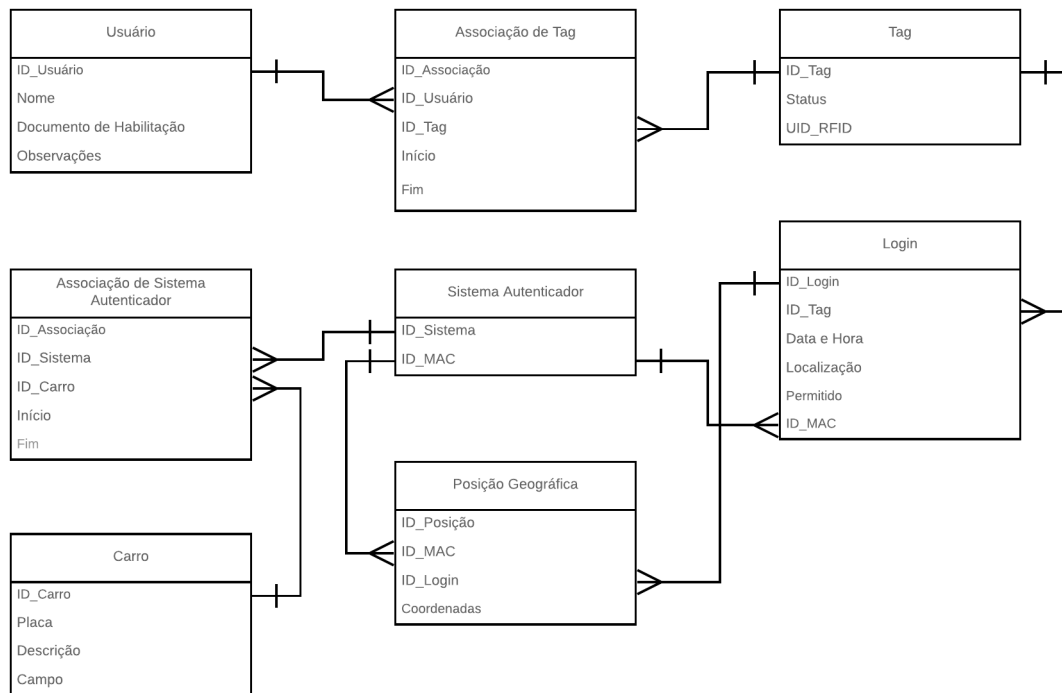 Usuário
ID_Usuário
Nome
Documento de Habilitação
Observações
Associação de Tag
ID_Associação
ID_Usuário
ID_Tag
Início
Fim
Tag
ID_Tag
Status
UID_RFID
Associação de Sistema
Autenticador
ID_Associação
ID_Sistema
ID_Carro
Início
Fim
Sistema Autenticador
ID_Sistema
ID_MAC
Login
ID_Login
ID_Tag
Data e Hora
Localização
Permitido
ID_MAC
Carro
ID_Carro
Placa
Descrição
Campo
Posição Geográfica
ID_Posição
ID_MAC
ID_Login
Coordenadas